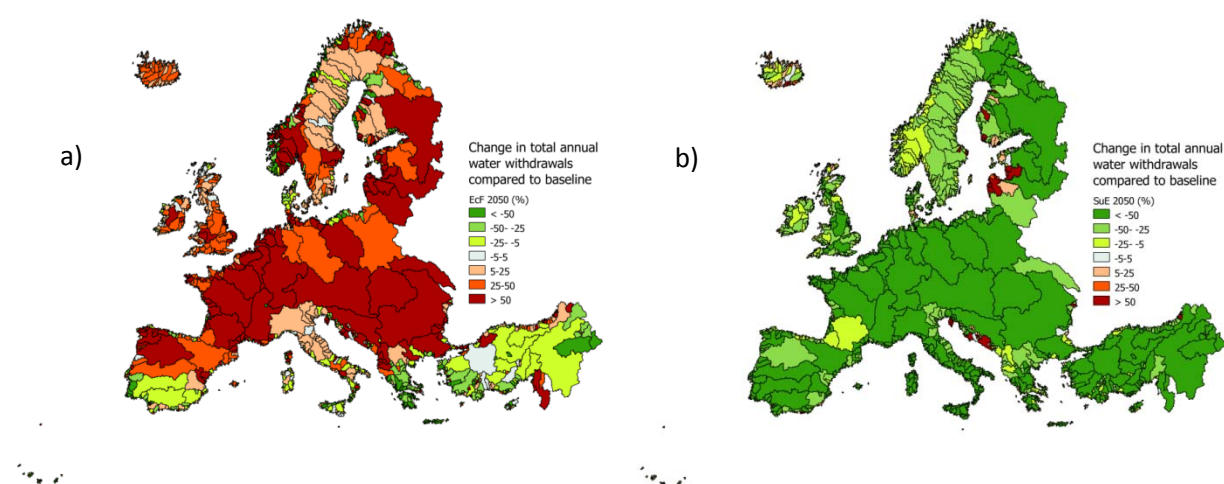 a)
Change in total annual
water withdrawals
compared to baseline
EcF 2050 (%)
< -50
-50- -25
-25- -5
-5-5
5-25
25-50
> 50
b)
Change in total annual
water withdrawals
compared to baseline
SuE 2050 (%)
< -50
-50- -25
-25- -5
-5-5
5-25
25-50
> 50